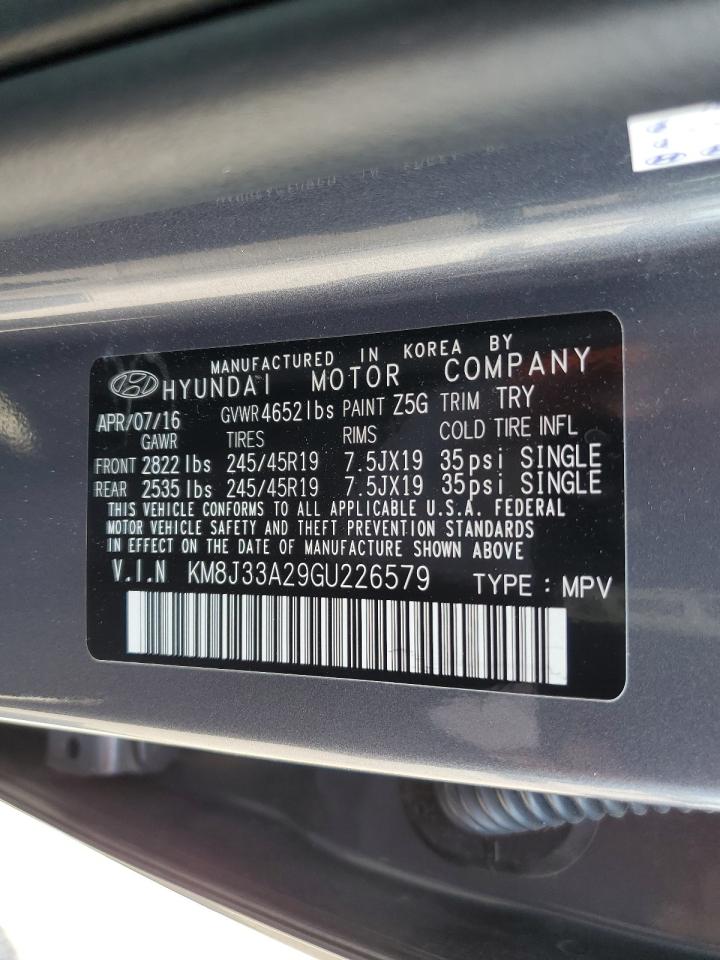 MANUFACTURED IN KOREA BY
HYUNDAI MOTOR COMPANY
APR/07/16 GVWR 4652 lbs PAINT Z5G TRIM TRY
GAWR TIRES RIMS COLD TIRE INFL
FRONT 2822 lbs 245/45R19 7.5JX19 35psi SINGLE
REAR 2535 lbs 245/45R19 7.5JX19 35psi SINGLE
THIS VEHICLE CONFORMS TO ALL APPLICABLE U.S.A. FEDERAL
MOTOR VEHICLE SAFETY AND THEFT PREVENTION STANDARDS
IN EFFECT ON THE DATE OF MANUFACTURE SHOWN ABOVE
V.I.N KM8J33A29GU226579 TYPE : MPV